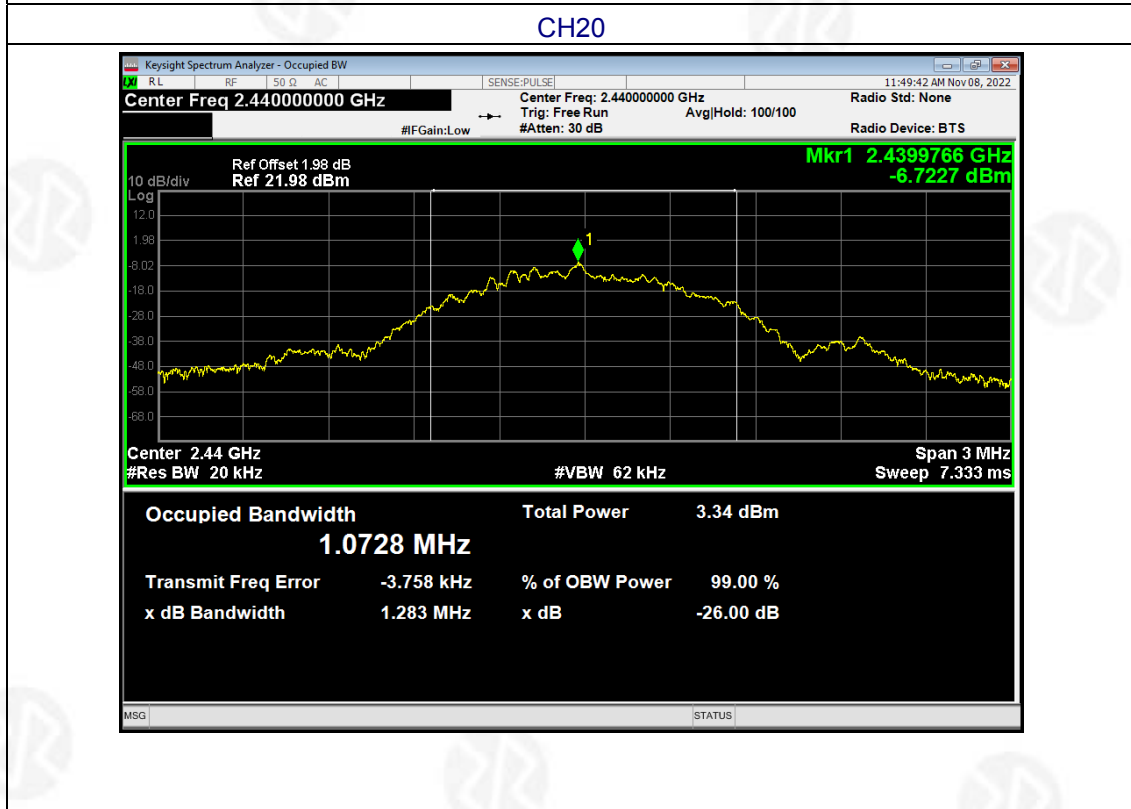 CH20
Keysight Spectrum Analyzer - Occupied BW
LXI RL RF 50 Ω AC SENSE:PULSE 11:49:42 AM Nov 08, 2022
Center Freq 2.440000000 GHz Center Freq: 2.440000000 GHz Radio Std: None
Trig: Free Run Avg|Hold: 100/100
#IFGain:Low #Atten: 30 dB Radio Device: BTS
Mkr1 2.4399766 GHz
Ref Offset 1.98 dB
10 dB/div Ref 21.98 dBm -6.7227 dBm
Log
12.0
1.98
-8.02
-18.0
-28.0
-38.0
-48.0
-58.0
-68.0
1
Center 2.44 GHz Span 3 MHz
#Res BW 20 kHz #VBW 62 kHz Sweep 7.333 ms
Occupied Bandwidth Total Power 3.34 dBm
1.0728 MHz
Transmit Freq Error -3.758 kHz % of OBW Power 99.00 %
x dB Bandwidth 1.283 MHz x dB -26.00 dB
MSG STATUS